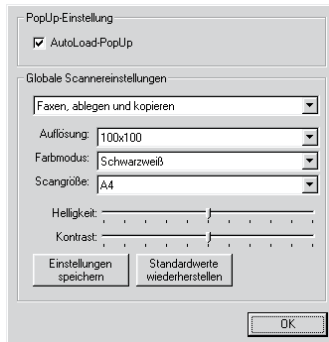 PopUp-Einstellung
AutoLoad-PopUp
Globale Scannereinstellungen
Faxen, ablegen und kopieren
Auflösung: 100x100
Farbmodus: Schwarzweiß
Scangröße: A4
Helligkeit:
Kontrast:
Einstellungen speichern
Standardwerte wiederherstellen
OK